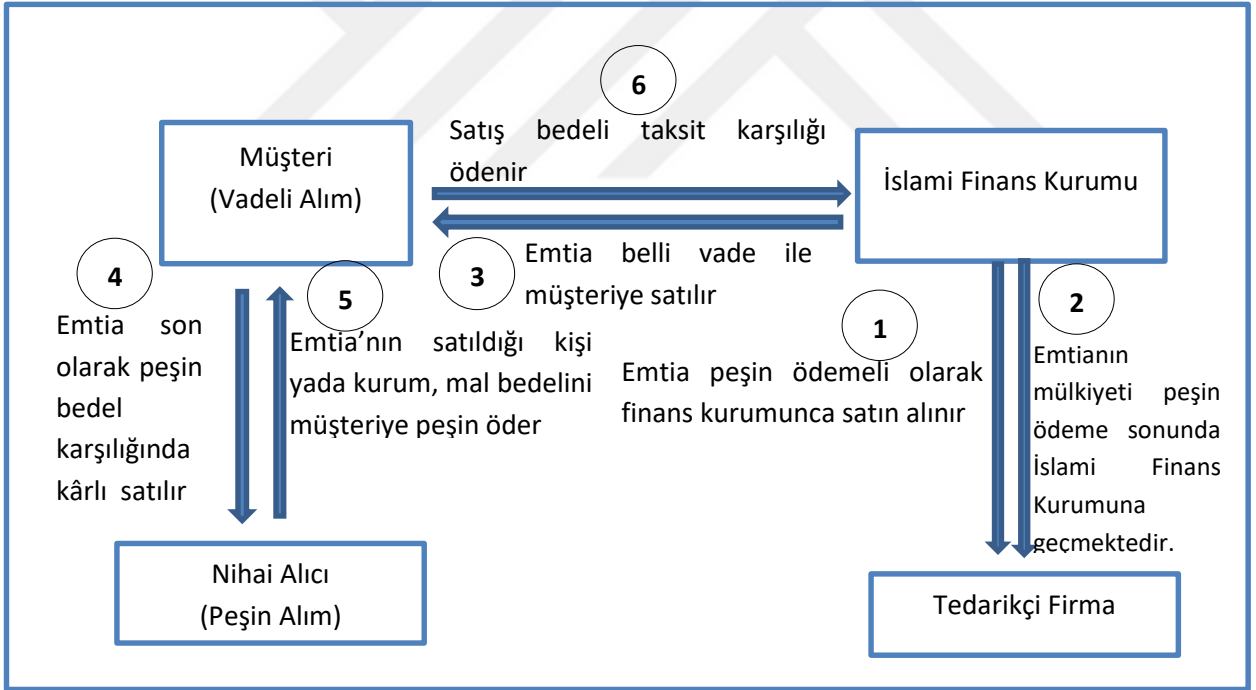 6
Satış bedeli taksit karşılığı
ödenir
Müşteri
(Vadeli Alım)
İslami Finans Kurumu
3
Emtia belli vade ile
müşteriye satılır
4
Emtia son
olarak peşin
bedel
karşılığında
kârlı satılır
5
Emtia’nın satıldığı kişi
yada kurum, mal bedelini
müşteriye peşin öder
1
Emtia peşin ödemeli olarak
finans kurumunca satın alınır
2
Emtianın
mülkiyeti peşin
ödeme sonunda
İslami Finans
Kurumuna
geçmektedir.
Nihai Alıcı
(Peşin Alım)
Tedarikçi Firma